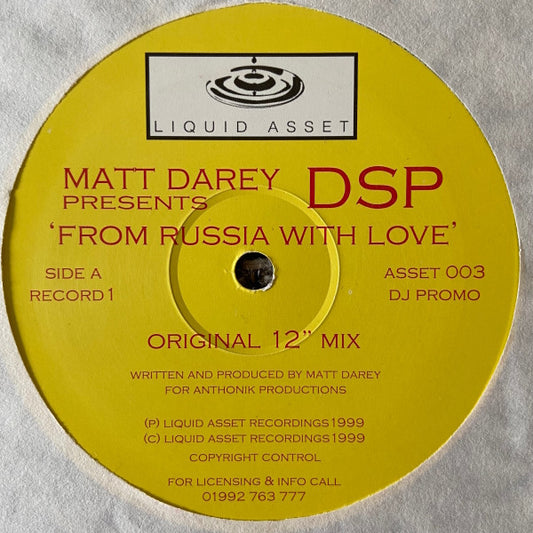 LIQUID ASSET
MATT DAREY
PRESENTS
DSP
‘FROM RUSSIA WITH LOVE’
SIDE A
RECORD 1
ASSET 003
DJ PROMO
ORIGINAL 12” MIX
WRITTEN AND PRODUCED BY MATT DAREY
FOR ANTHONIK PRODUCTIONS
(P) LIQUID ASSET RECORDINGS 1999
(C) LIQUID ASSET RECORDINGS 1999
COPYRIGHT CONTROL
FOR LICENSING & INFO CALL
01992 763 777